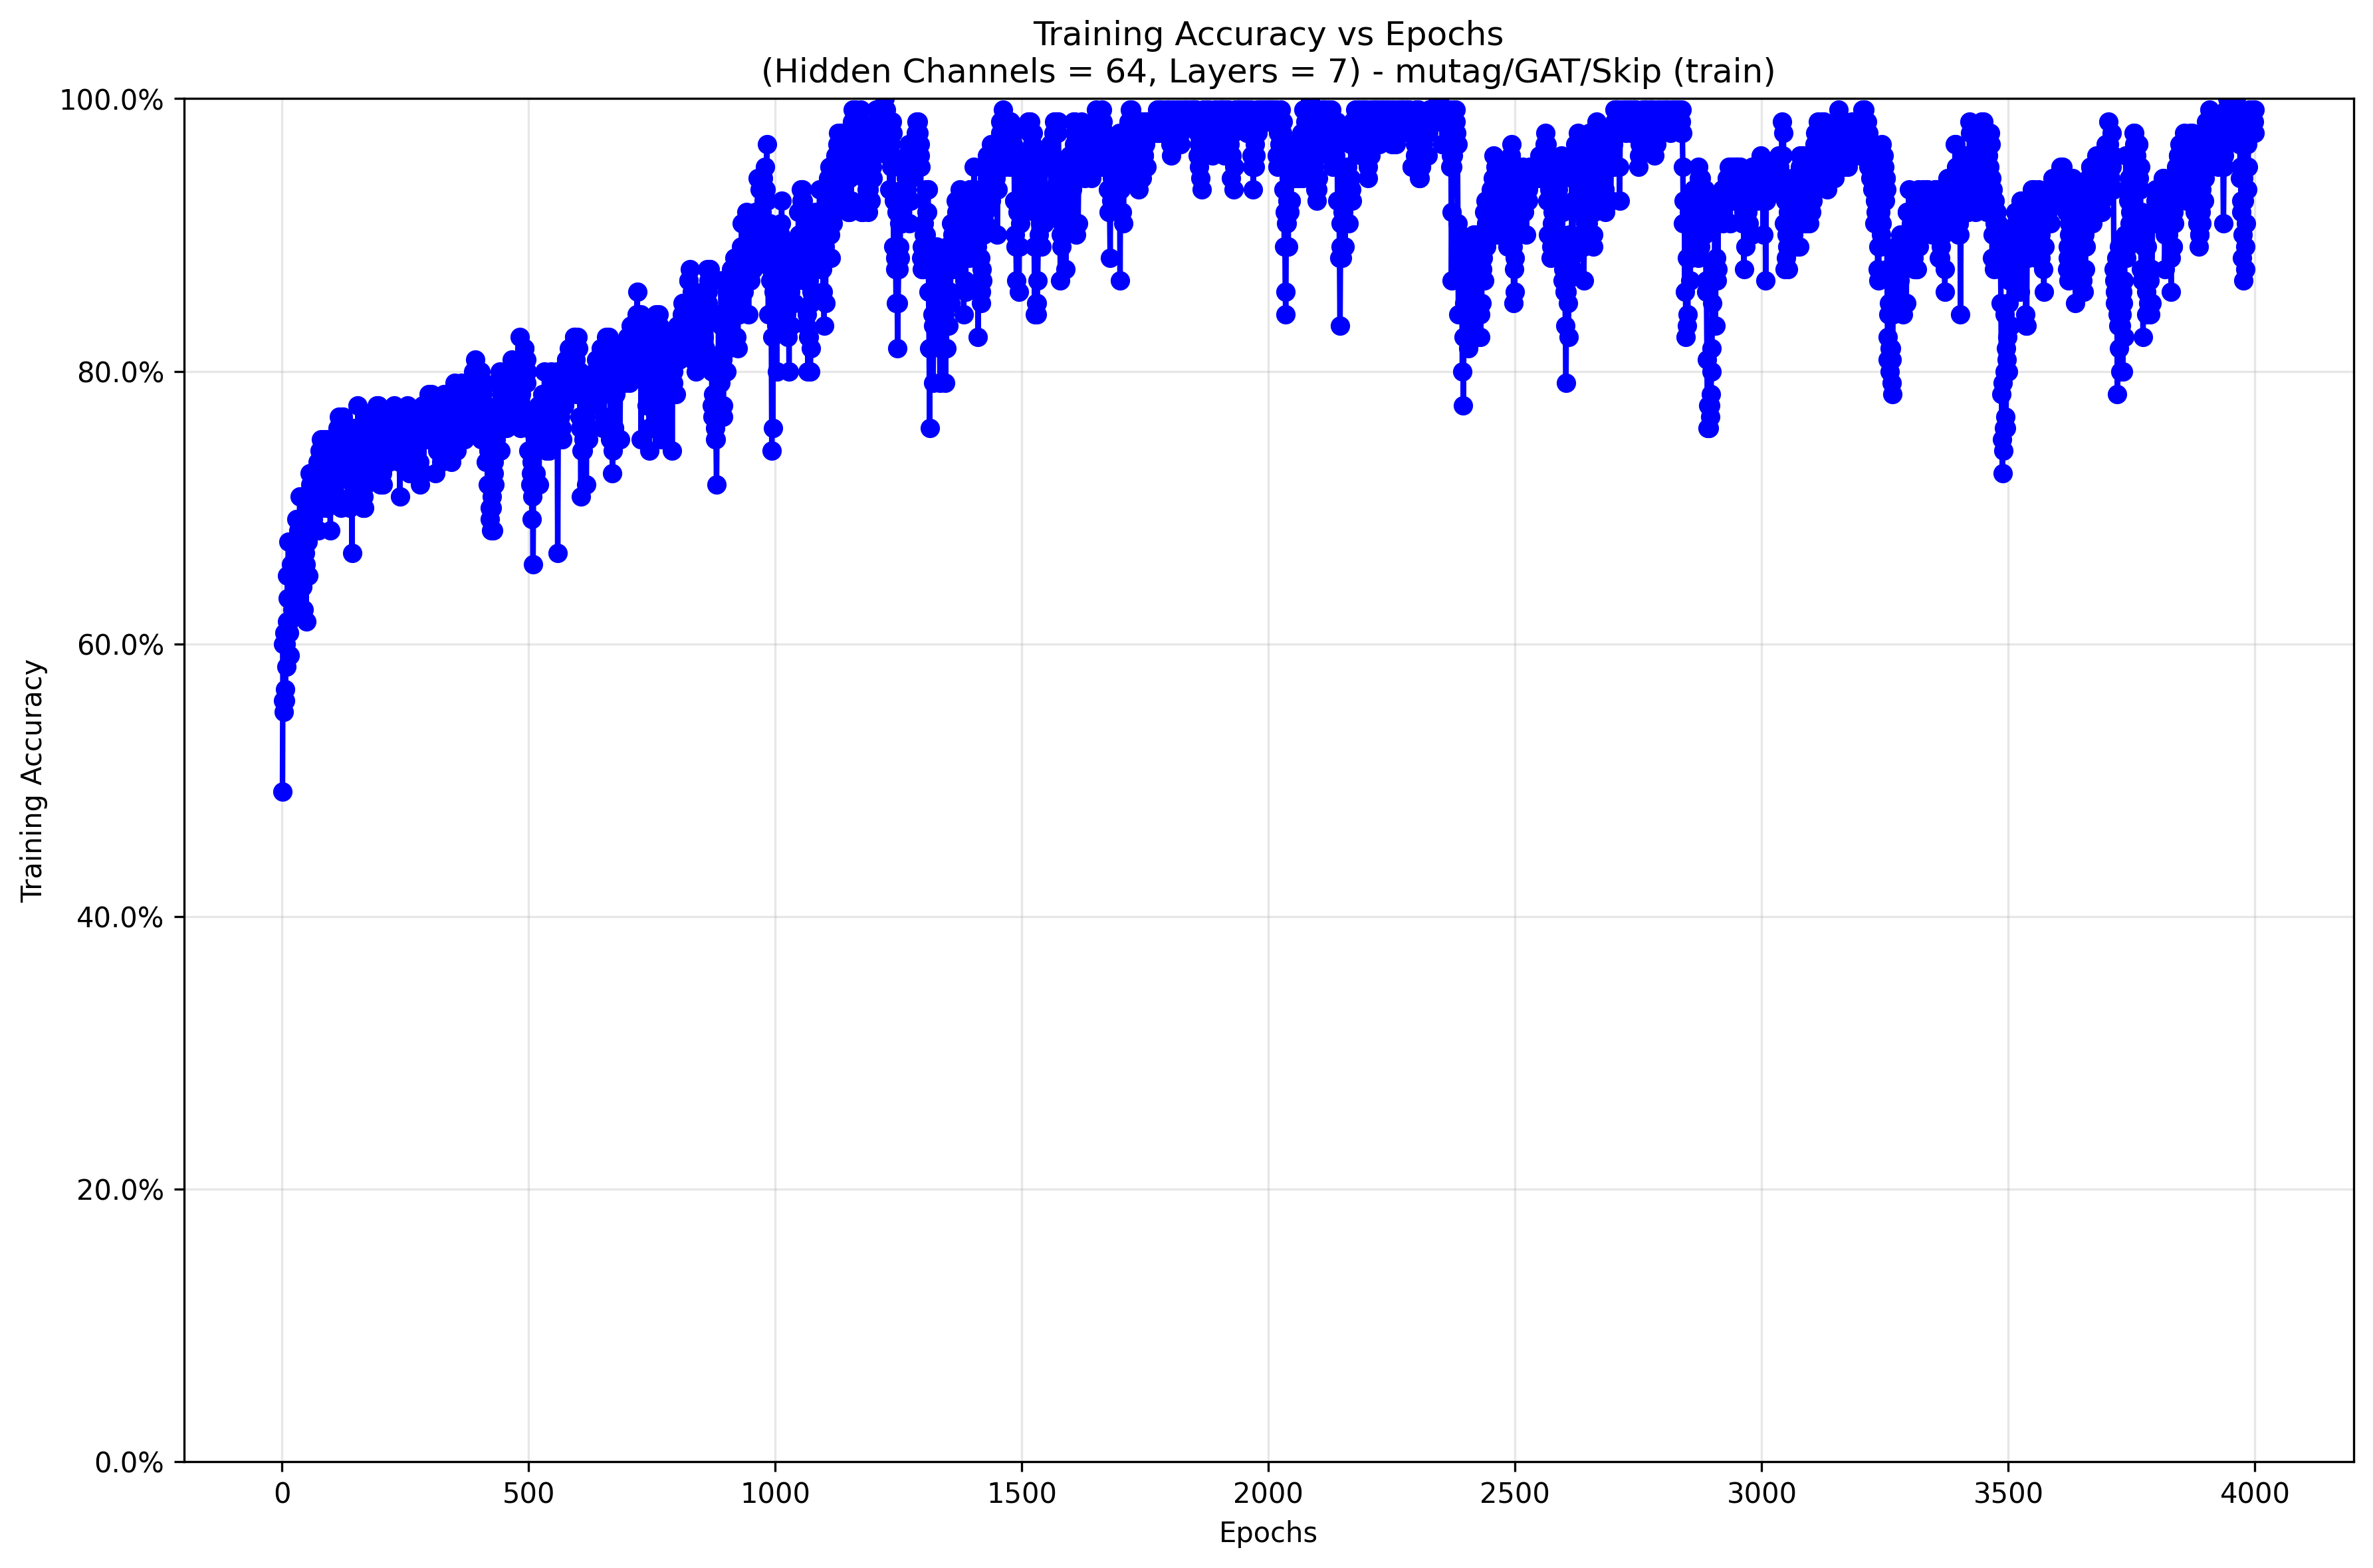 Training Accuracy vs Epochs
(Hidden Channels = 64, Layers = 7) - mutag/GAT/Skip (train)
100.0%
80.0%
60.0%
40.0%
20.0%
0.0%
Training Accuracy
0 500 1000 1500 2000 2500 3000 3500 4000
Epochs